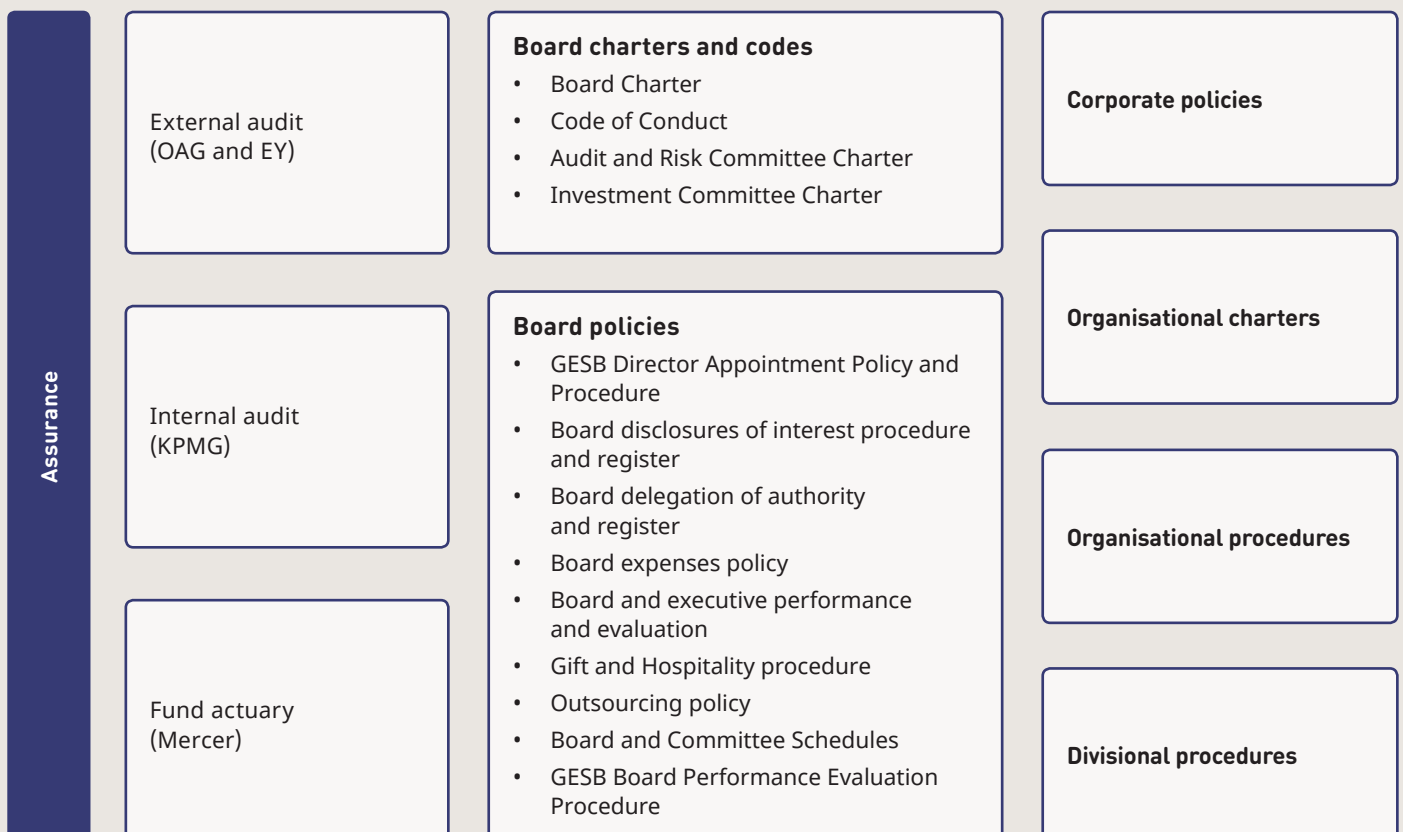 Assurance
External audit
(OAG and EY)
Internal audit
(KPMG)
Fund actuary
(Mercer)
Board charters and codes
• Board Charter
• Code of Conduct
• Audit and Risk Committee Charter
• Investment Committee Charter
Board policies
• GESB Director Appointment Policy and
Procedure
• Board disclosures of interest procedure
and register
• Board delegation of authority
and register
• Board expenses policy
• Board and executive performance
and evaluation
• Gift and Hospitality procedure
• Outsourcing policy
• Board and Committee Schedules
• GESB Board Performance Evaluation
Procedure
Corporate policies
Organisational charters
Organisational procedures
Divisional procedures